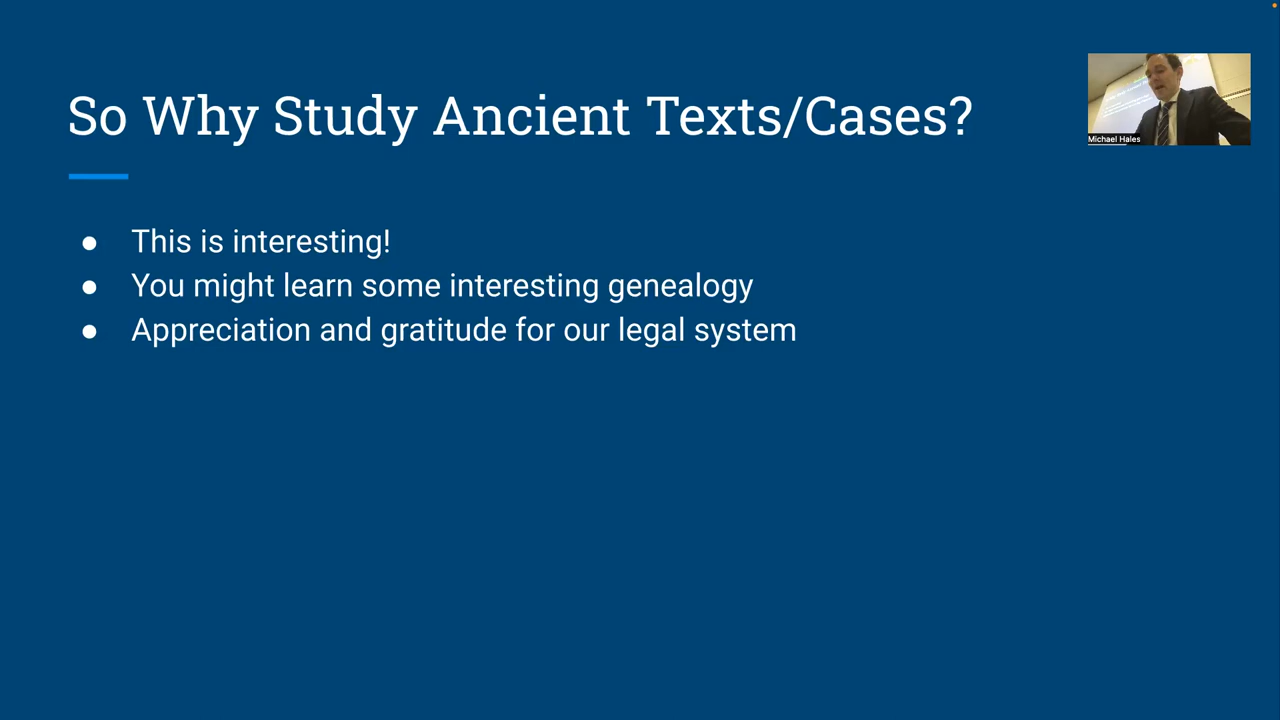 So Why Study Ancient Texts/Cases?
Michael Hales
● This is interesting!
● You might learn some interesting genealogy
● Appreciation and gratitude for our legal system